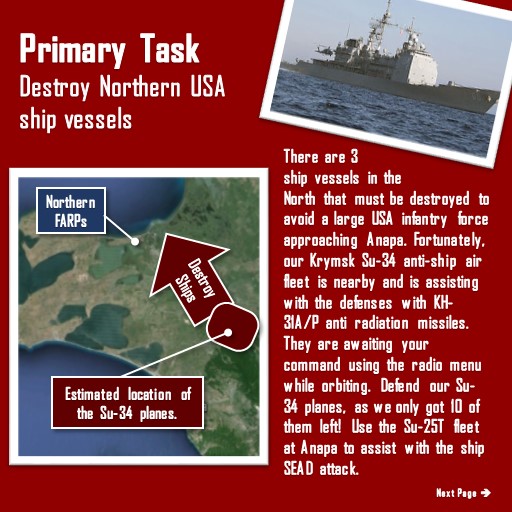 Primary Task
Destroy Northern USA
ship vessels
Northern
FARPs
Destroy
Ships
Estimated location of
the Su-34 planes.
There are 3
ship vessels in the
North that must be destroyed to
avoid a large USA infantry force
approaching Anapa. Fortunately,
our Krymsk Su-34 anti-ship air
fleet is nearby and is assisting
with the defenses with KH-
31A/P anti radiation missiles.
They are awaiting your
command using the radio menu
while orbiting. Defend our Su-
34 planes, as we only got 10 of
them left! Use the Su-25T fleet
at Anapa to assist with the ship
SEAD attack.
Next Page →